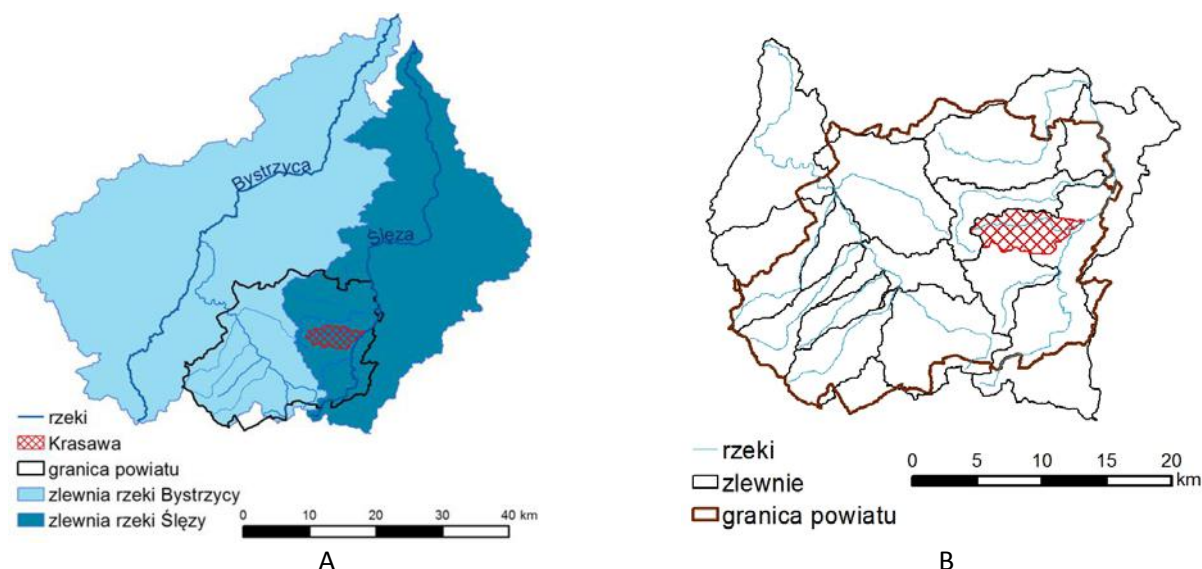 Bystrzyca
Ślęza
rzeki
Krasawa
granica powiatu
zlewnia rzeki Bystrzycy
zlewnia rzeki Ślęzy
0 10 20 30 40 km
A
rzeki
zlewnie
granica powiatu
0 5 10 15 20
km
B